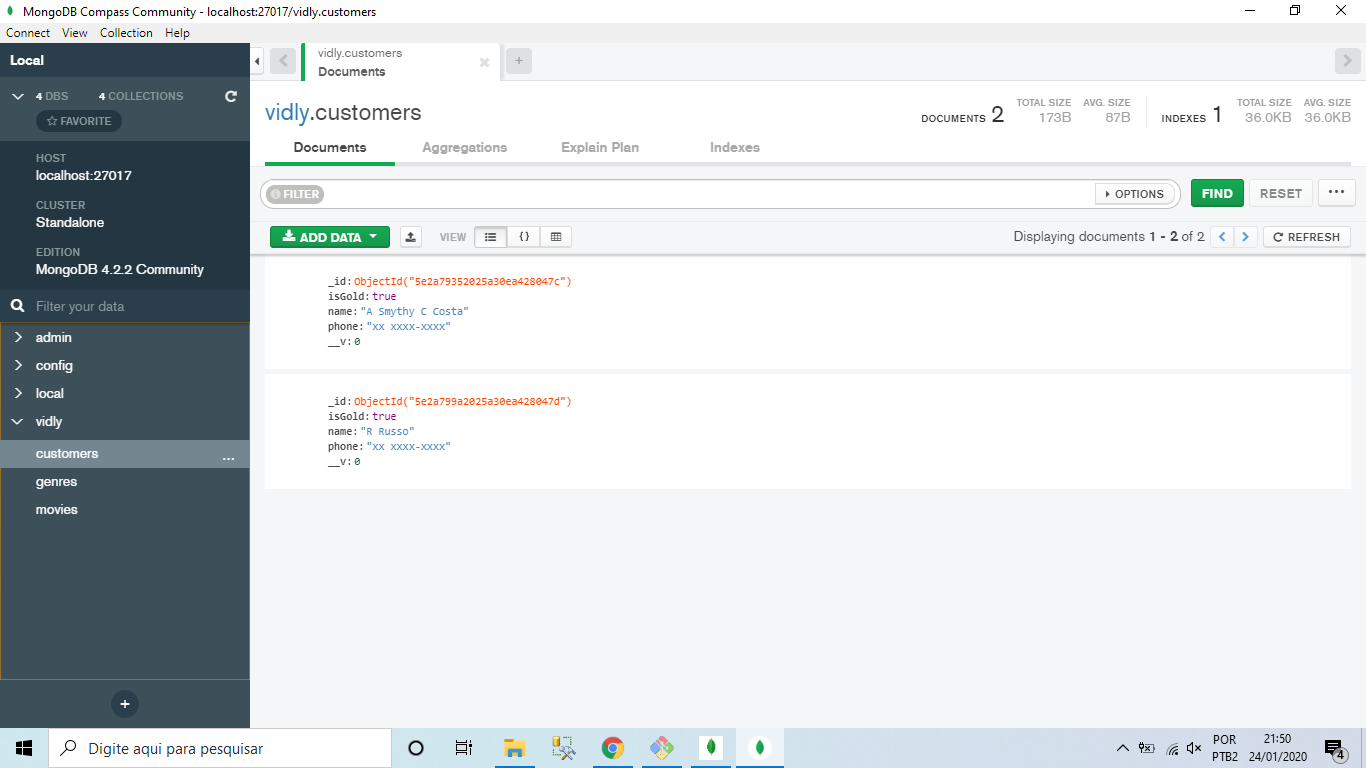 MongoDB Compass Community - localhost:27017/vidly.customers
Connect View Collection Help
Local
4 DBS 4 COLLECTIONS
FAVORITE
HOST
localhost:27017
CLUSTER
Standalone
EDITION
MongoDB 4.2.2 Community
Filter your data
admin
config
local
vidly
customers ...
genres
movies
+
vidly.customers
Documents
+
vidly.customers
DOCUMENTS 2 TOTAL SIZE 173B AVG. SIZE 87B INDEXES 1 TOTAL SIZE 36.0KB AVG. SIZE 36.0KB
Documents Aggregations Explain Plan Indexes
FILTER OPTIONS FIND RESET ...
ADD DATA VIEW {} Displaying documents 1 - 2 of 2 < > REFRESH
_id: ObjectId("5e2a79352025a30ea428047c")
isGold: true
name: "A Smythy C Costa"
phone: "xx xxxx-xxxx"
__v: 0
_id: ObjectId("5e2a799a2025a30ea428047d")
isGold: true
name: "R Russo"
phone: "xx xxxx-xxxx"
__v: 0
Digite aqui para pesquisar
POR
PTB2
21:50
24/01/2020
4